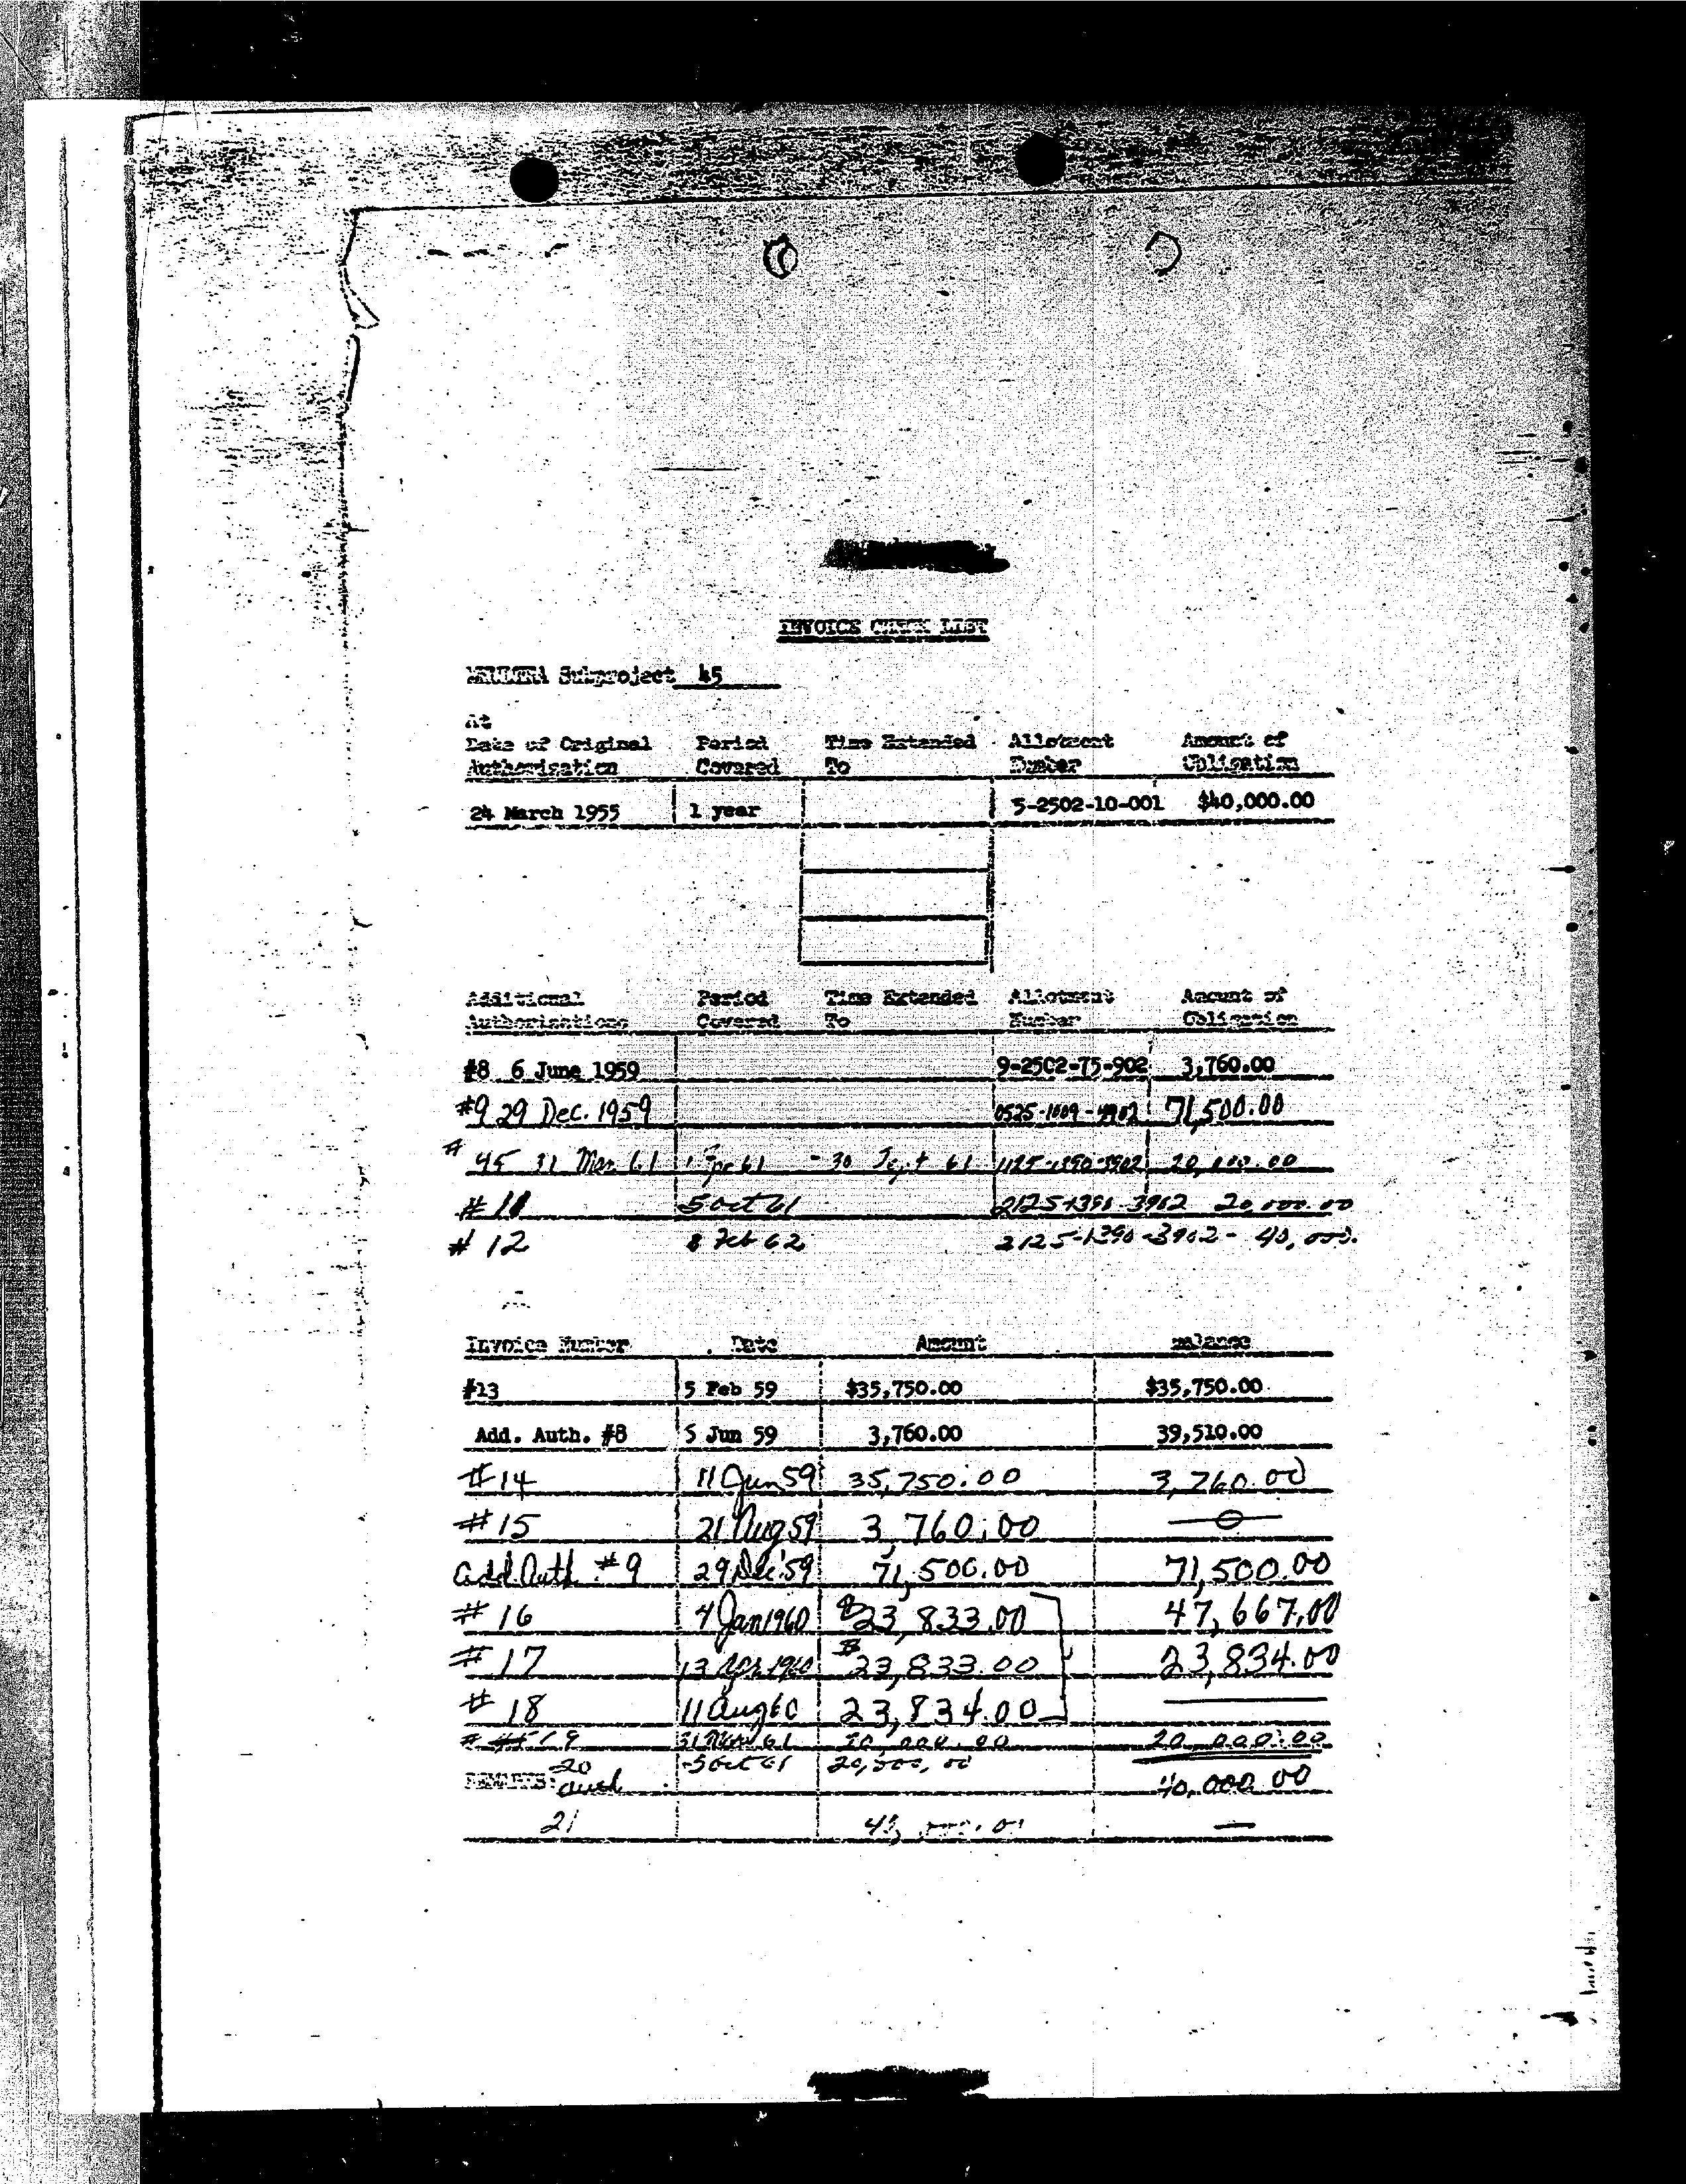 INVOICE CHECK LIST
MKULTRA Subproject 45
At
Date of Original Period Time Extended Allotment Amount of
Authorization Covered To Number Obligation
24 March 1955 1 year 5-2502-10-001 $40,000.00
Additional Period Time Extended Allotment Amount of
Authorizations Covered To Number Obligation
#8 6 June 1959 9-2502-75-902 3,760.00
#9 29 Dec. 1959 0525-1009-4902 71,500.00
# 45 31 Mar 61 1 Apr 61 - 30 Sept 61 20,000.00
# 11 5 Oct 61 20,000.00
# 12 8 Feb 62 2125-1390-3902- 40,000.
Invoice Number Date Amount Balance
#13 5 Feb 59 $35,750.00 $35,750.00
Add. Auth. #8 5 Jun 59 3,760.00 39,510.00
#14 11 Jun 59 35,750.00 3,760.00
#15 21 Aug 59 3,760.00 0
Add. Auth. #9 29 Dec '59 71,500.00 71,500.00
#16 4 Jan 1960 $23,833.00 47,667.00
#17 13 Apr 1960 $23,833.00 23,834.00
#18 11 Aug 60 23,834.00
19 31 Mar 61 20,000.00 20,000.00
20 5 Oct 61 20,000.00
REMARKS: 40,000.00
21 40,000.00 —